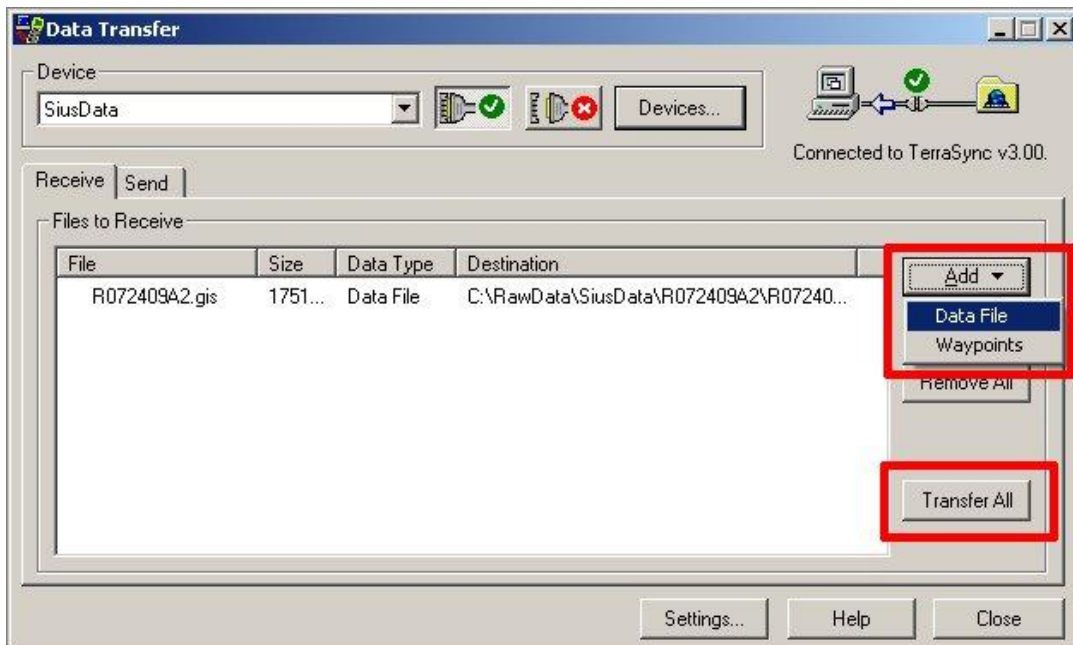 Data Transfer
Device
SiusData
Devices...
Connected to TerraSync v3.00.
Receive
Send
Files to Receive
File Size Data Type Destination
R072409A2.gis 1751... Data File C:\RawData\SiusData\R072409A2\R07240...
Add
Data File
Waypoints
Remove All
Transfer All
Settings... Help Close